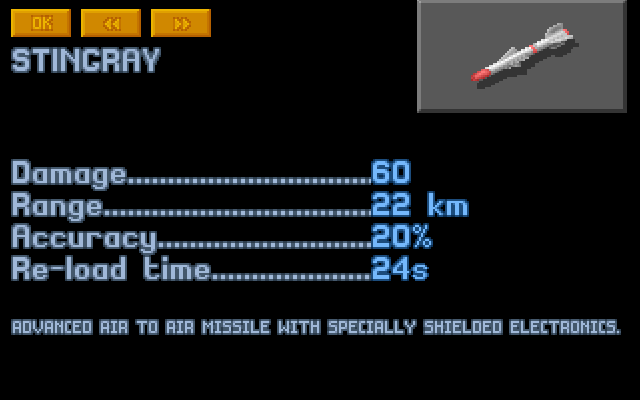 OK << >>
STINGRAY
Damage....................60
Range......................22 km
Accuracy..................20%
Re-load time.............24s
ADVANCED AIR TO AIR MISSILE WITH SPECIALLY SHIELDED ELECTRONICS.